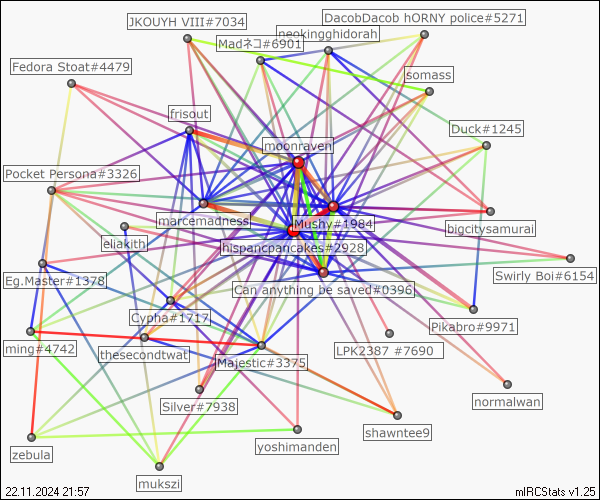 JKOUYH VIII#7034
DacobDacob hORNY police#5271
neokingghidorah
Madネコ#6901
Fedora Stoat#4479
somass
frisout
Duck#1245
moonraven
Pocket Persona#3326
marcemadness
Mushy#1984
bigcitysamurai
eliakith
hispancpancakes#2928
Eg.Master#1378
Swirly Boi#6154
Can anything be saved#0396
Cypha#1717
Pikabro#9971
ming#4742
thesecondtwat
Majestic#3375
LPK2387 #7690
Silver#7938
normalwan
shawntee9
yoshimanden
zebula
mukszi
22.11.2024 21:57
mIRCStats v1.25